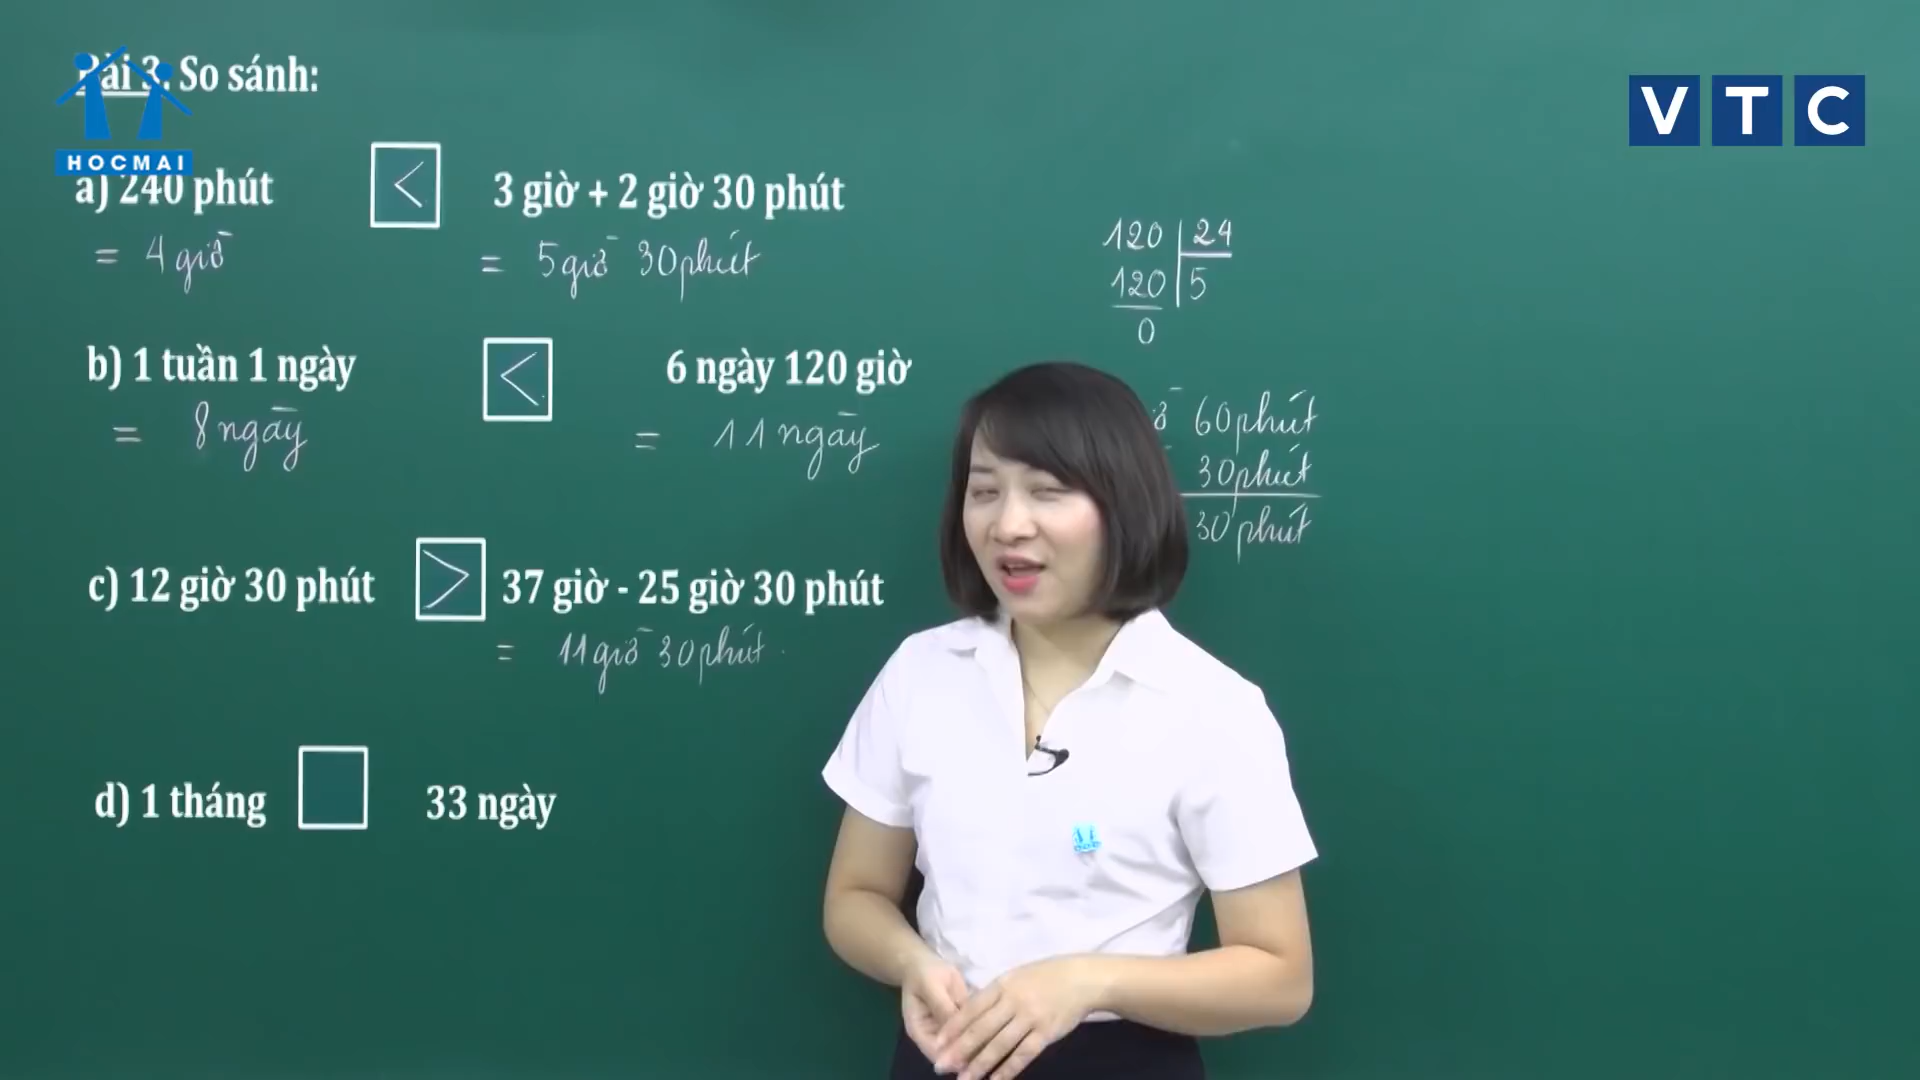 Bài 3. So sánh:
HOCMAI
VTC
a) 240 phút < 3 giờ + 2 giờ 30 phút
= 4 giờ = 5 giờ 30 phút
120 24
120 5
0
b) 1 tuần 1 ngày < 6 ngày 120 giờ
= 8 ngày = 11 ngày
60 phút
30 phút
30 phút
c) 12 giờ 30 phút > 37 giờ - 25 giờ 30 phút
= 11 giờ 30 phút
d) 1 tháng 33 ngày